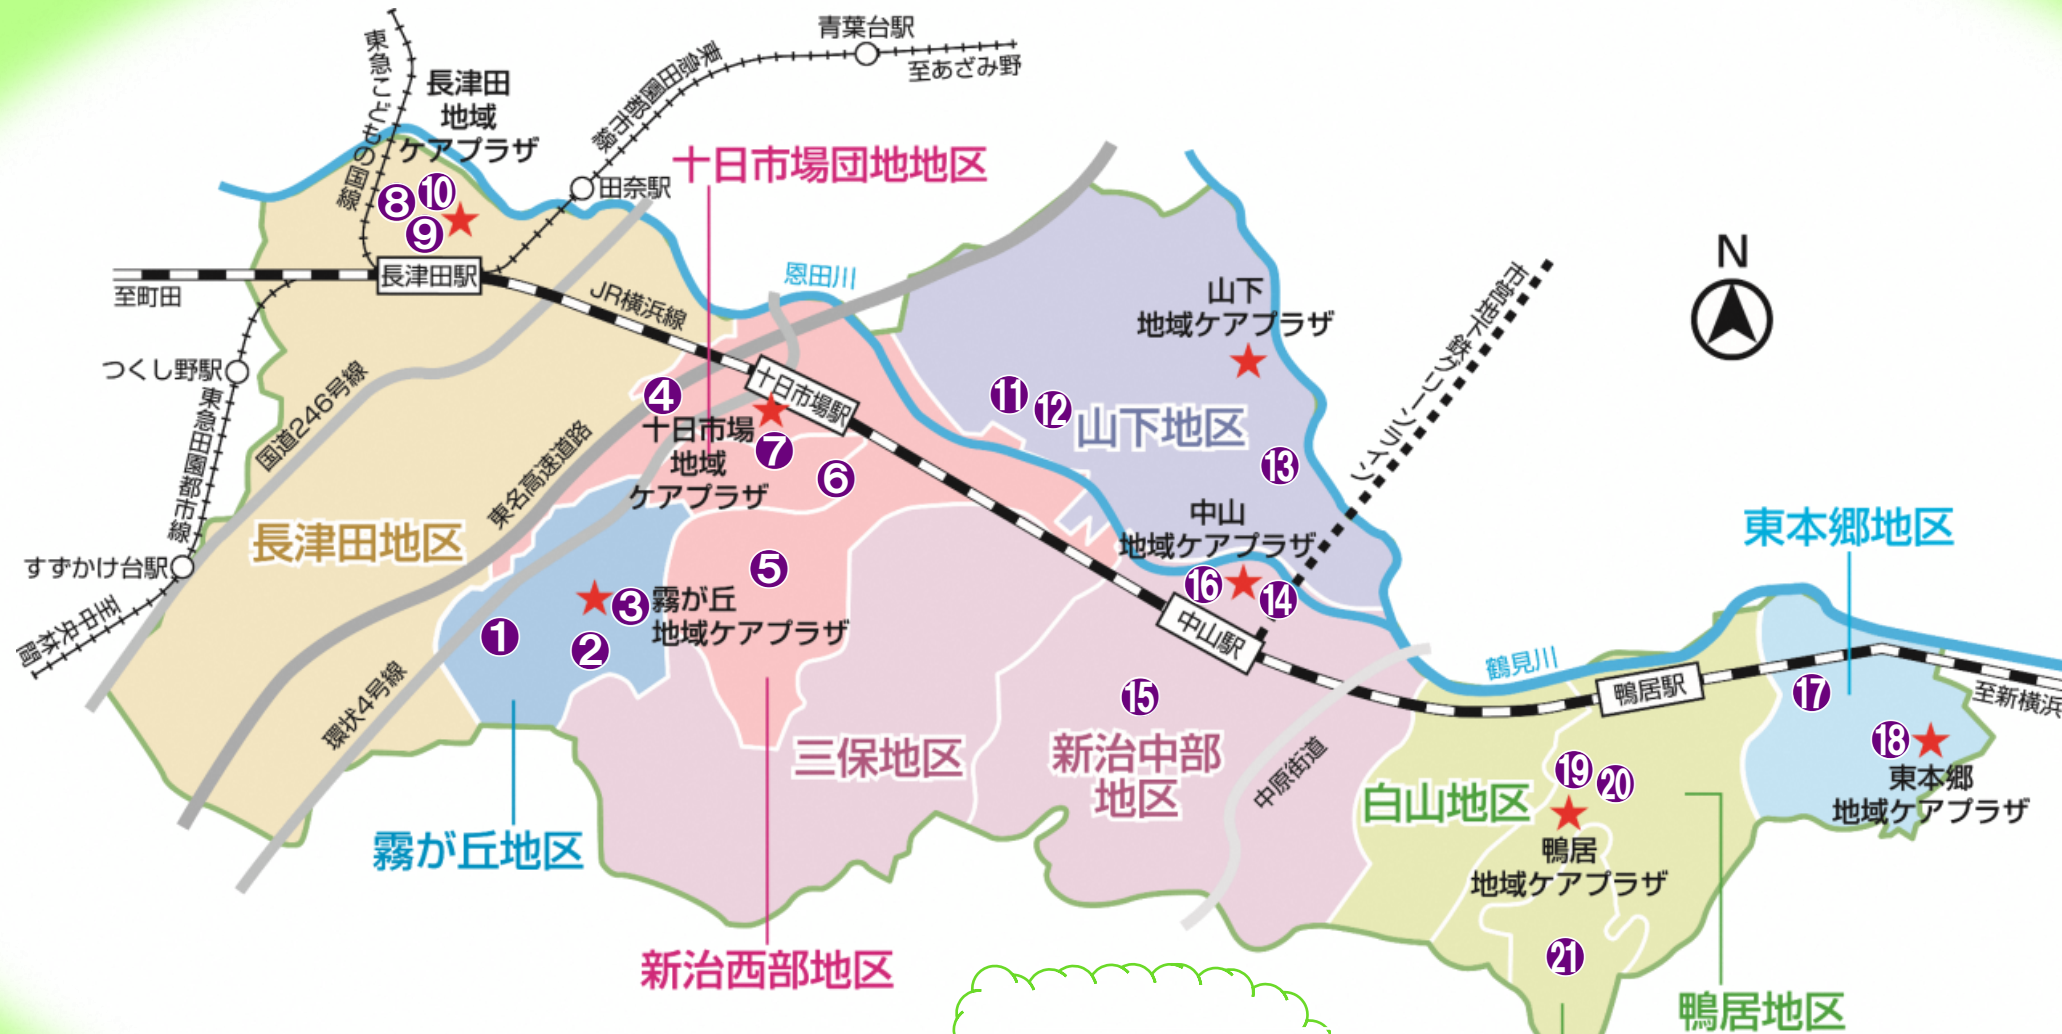 青葉台駅
至あざみ野
東急こどもの国線
東急田園都市線
長津田
地域
ケアプラザ
⑧
⑩
⑨
田奈駅
十日市場団地地区
長津田駅
至町田
JR横浜線
恩田川
N
山下
地域ケアプラザ
市営地下鉄グリーンライン
つくし野駅
東急田園都市線
国道246号線
④
十日市場駅
十日市場
地域
ケアプラザ
⑦
⑥
⑪
⑫
山下地区
⑬
東名高速道路
長津田地区
すずかけ台駅
至中央林間
中山
地域ケアプラザ
⑯
⑭
東本郷地区
⑤
①
②
③
霧が丘
地域ケアプラザ
中山駅
環状4号線
鶴見川
鴨居駅
至新横浜
⑮
⑰
⑱
東本郷
地域ケアプラザ
三保地区
新治中部
地区
中原街道
白山地区
⑲
⑳
鴨居
地域ケアプラザ
霧が丘地区
新治西部地区
㉑
鴨居地区